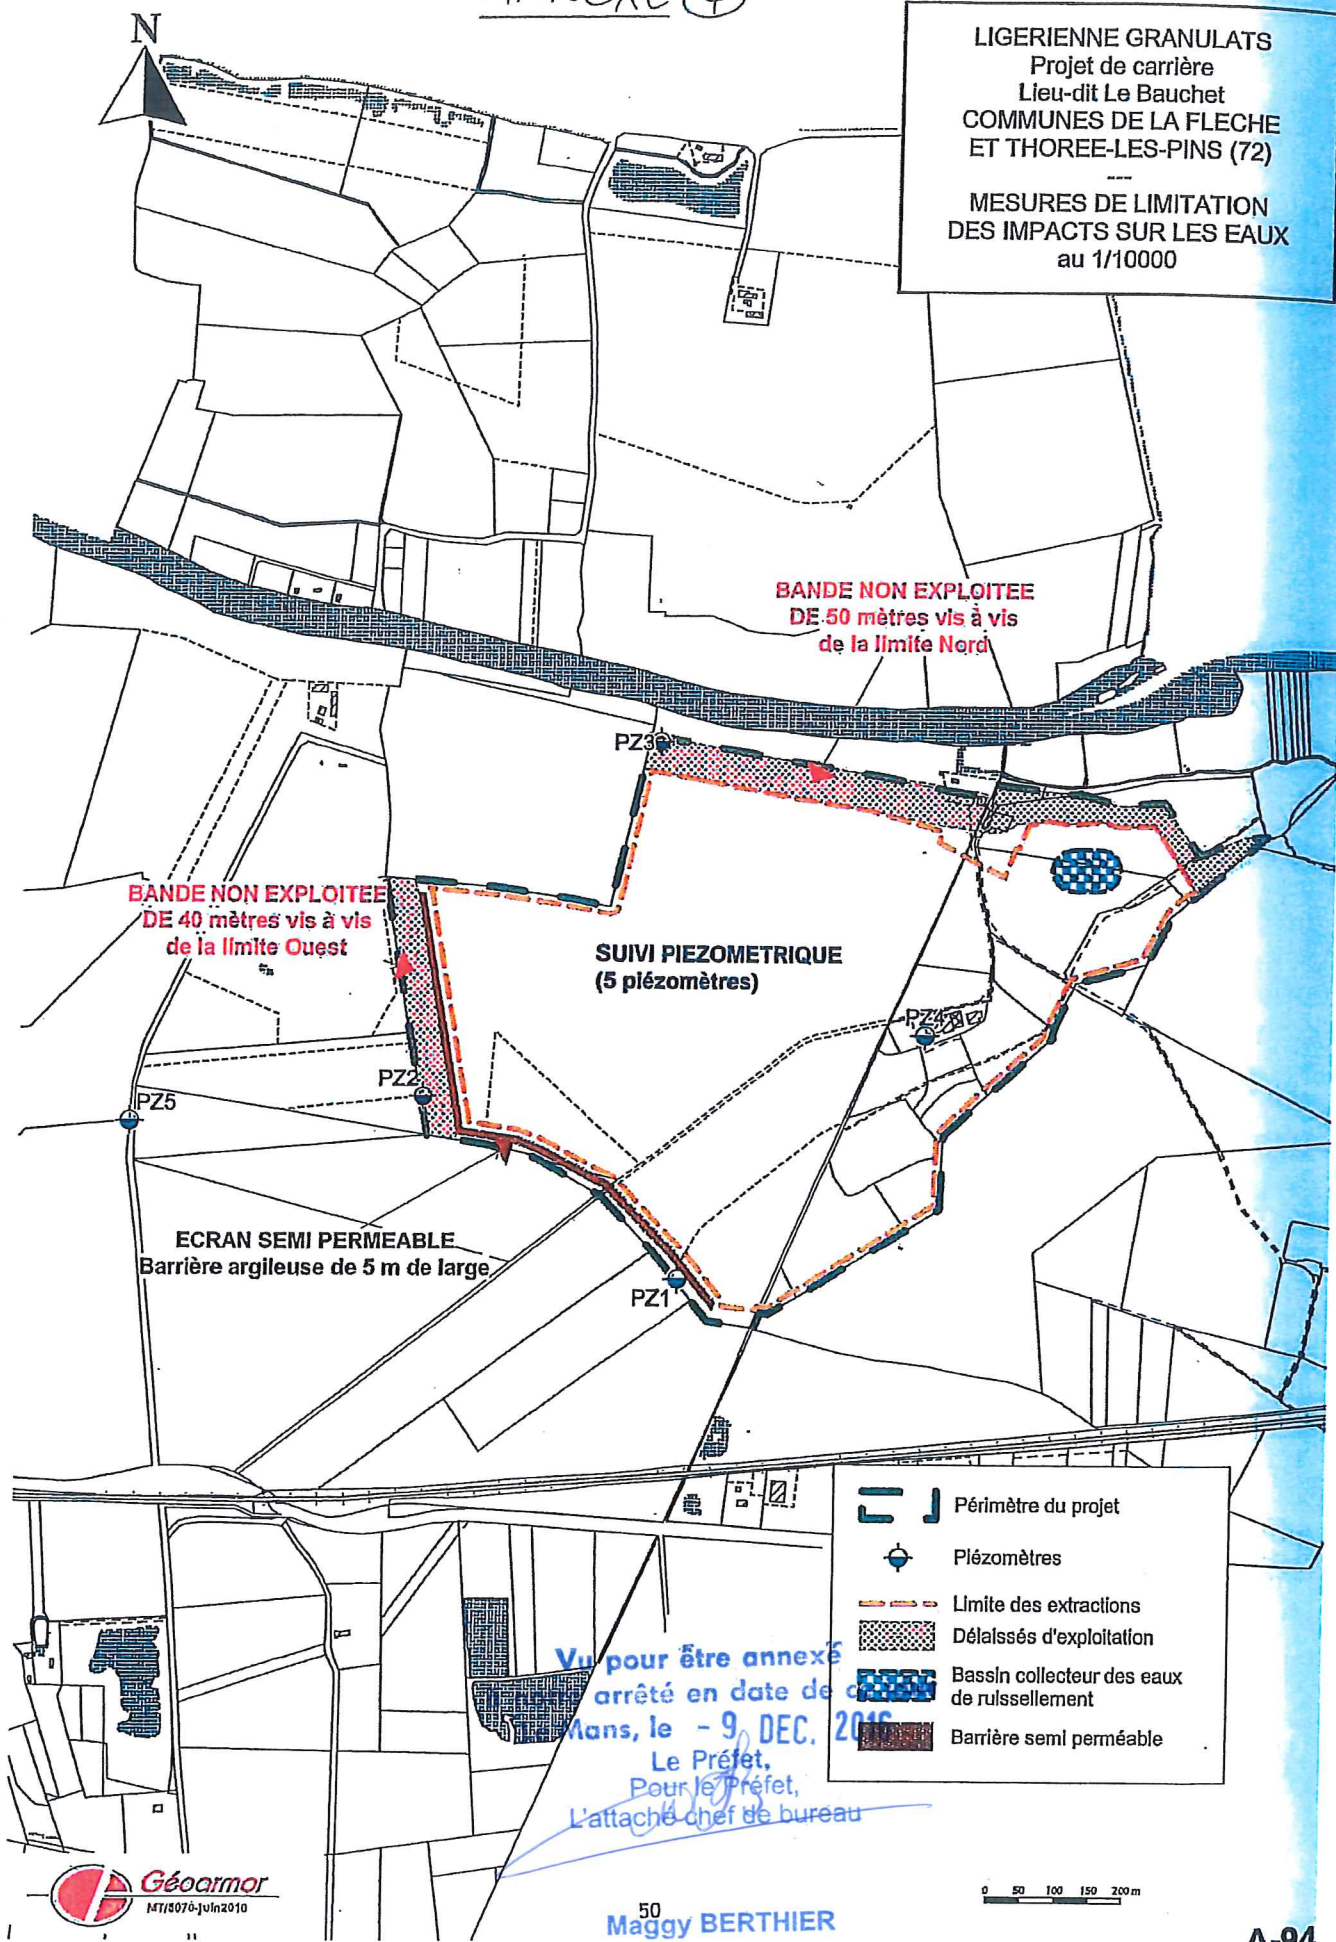 LIGERIENNE GRANULATS
Projet de carrière
Lieu-dit Le Bauchet
COMMUNES DE LA FLECHE
ET THOREE-LES-PINS (72)
---
MESURES DE LIMITATION
DES IMPACTS SUR LES EAUX
au 1/10000
N
BANDE NON EXPLOITEE
DE 50 mètres vis à vis
de la limite Nord
PZ3
BANDE NON EXPLOITEE
DE 40 mètres vis à vis
de la limite Ouest
SUIVI PIEZOMETRIQUE
(5 piézomètres)
PZ4
PZ2
PZ5
ECRAN SEMI PERMEABLE
Barrière argileuse de 5 m de large
PZ1
Périmètre du projet
Piézomètres
Limite des extractions
Délaissés d'exploitation
Bassin collecteur des eaux
de ruissellement
Barrière semi perméable
Vu pour être annexé
arrêté en date de
Mans, le - 9 DEC. 2016
Le Préfet,
Pour le Préfet,
L'attaché chef de bureau
Maggy BERTHIER
Géoarmor
MT/5070-juin2010
50
0 50 100 150 200 m
A-94